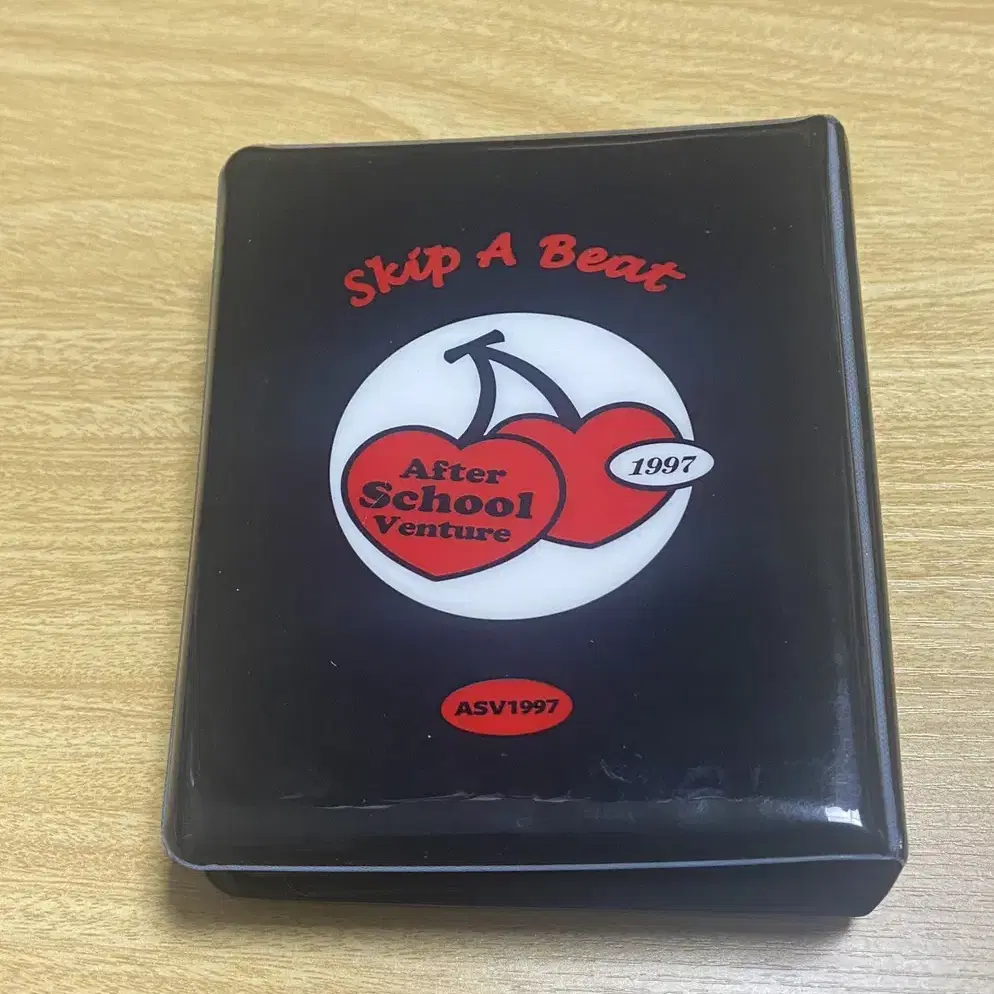 Skip A Beat
After
School
Venture
1997
ASV1997